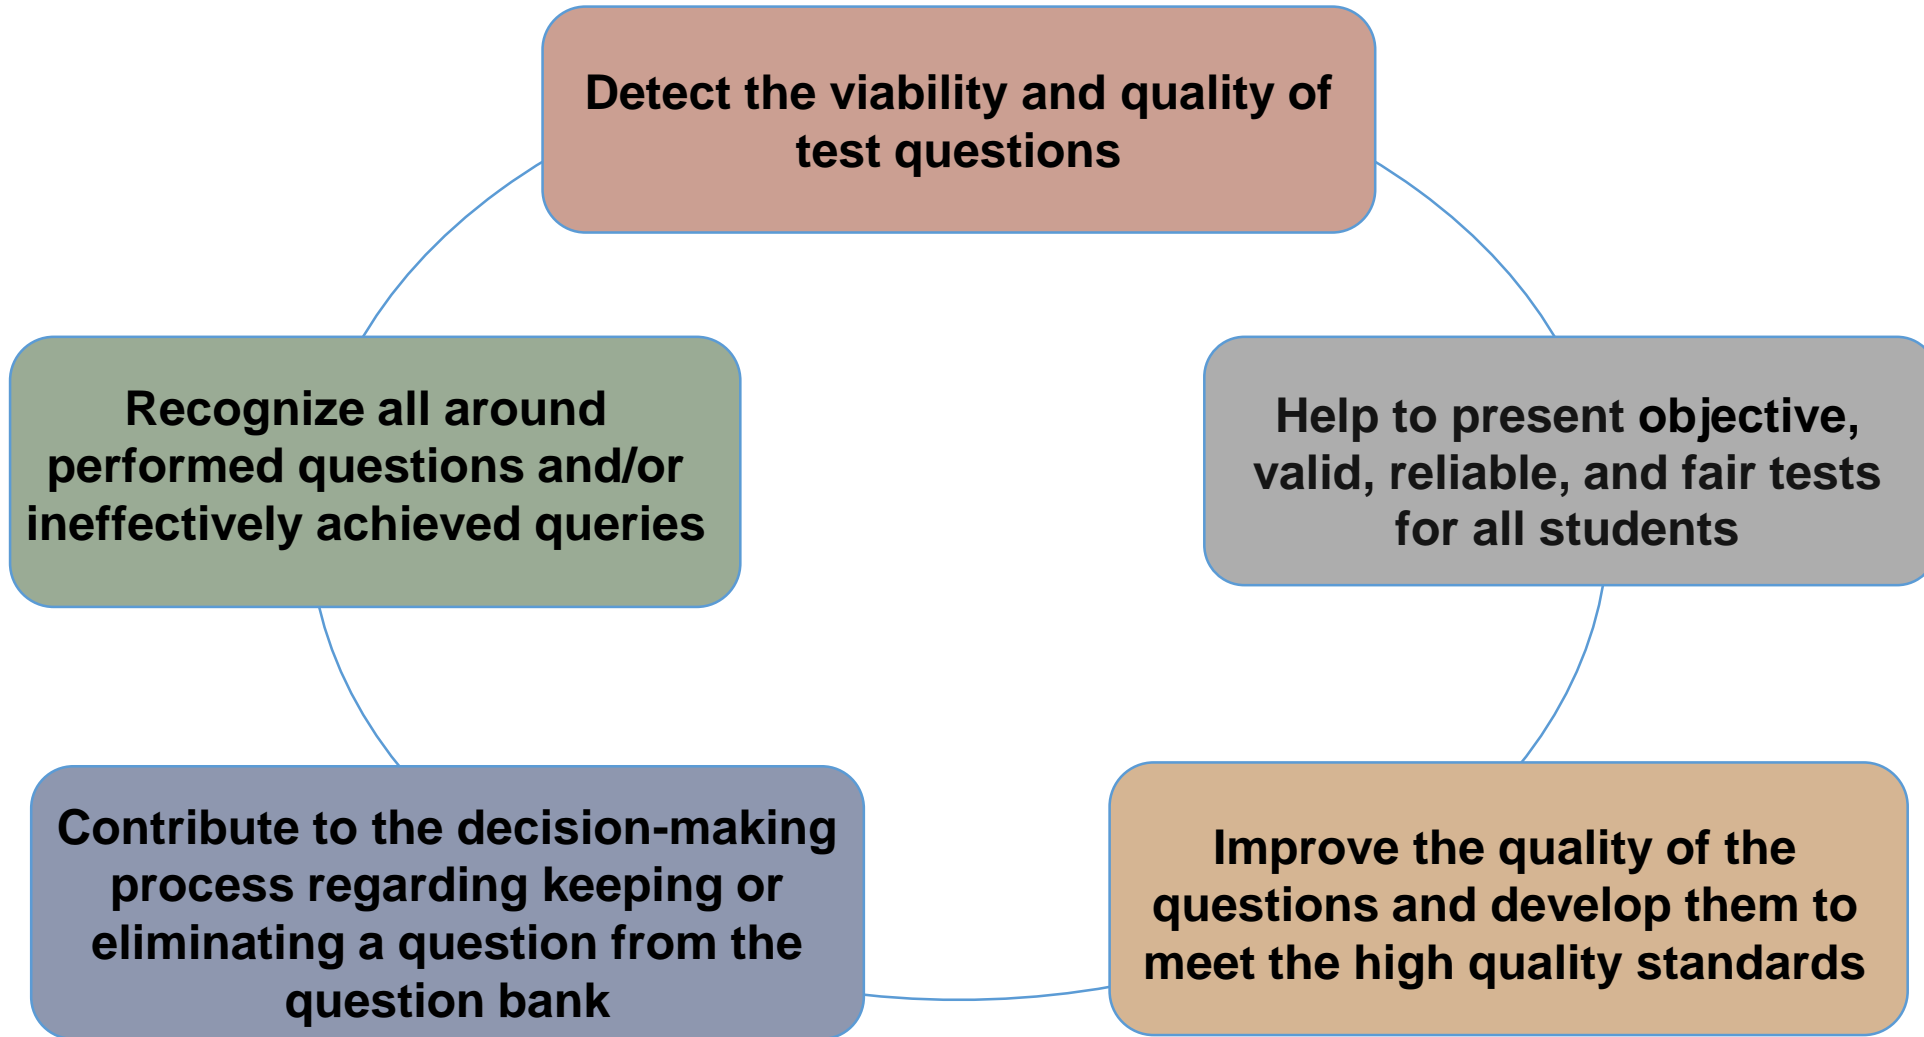 Detect the viability and quality of
test questions
Help to present objective,
valid, reliable, and fair tests
for all students
Improve the quality of the
questions and develop them to
meet the high quality standards
Contribute to the decision-making
process regarding keeping or
eliminating a question from the
question bank
Recognize all around
performed questions and/or
ineffectively achieved queries